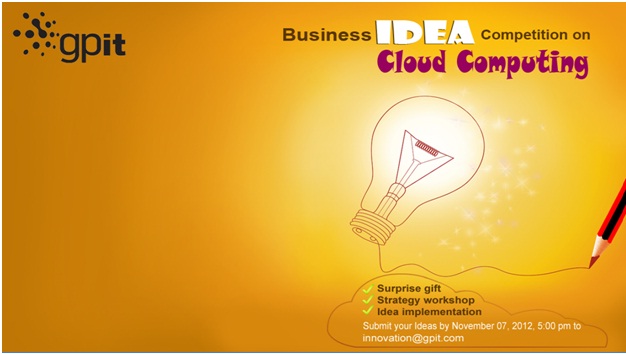 gpit
Business IDEA Competition on
Cloud Computing
Surprise gift
Strategy workshop
Idea implementation
Submit your Ideas by November 07, 2012, 5:00 pm to
innovation@gpit.com